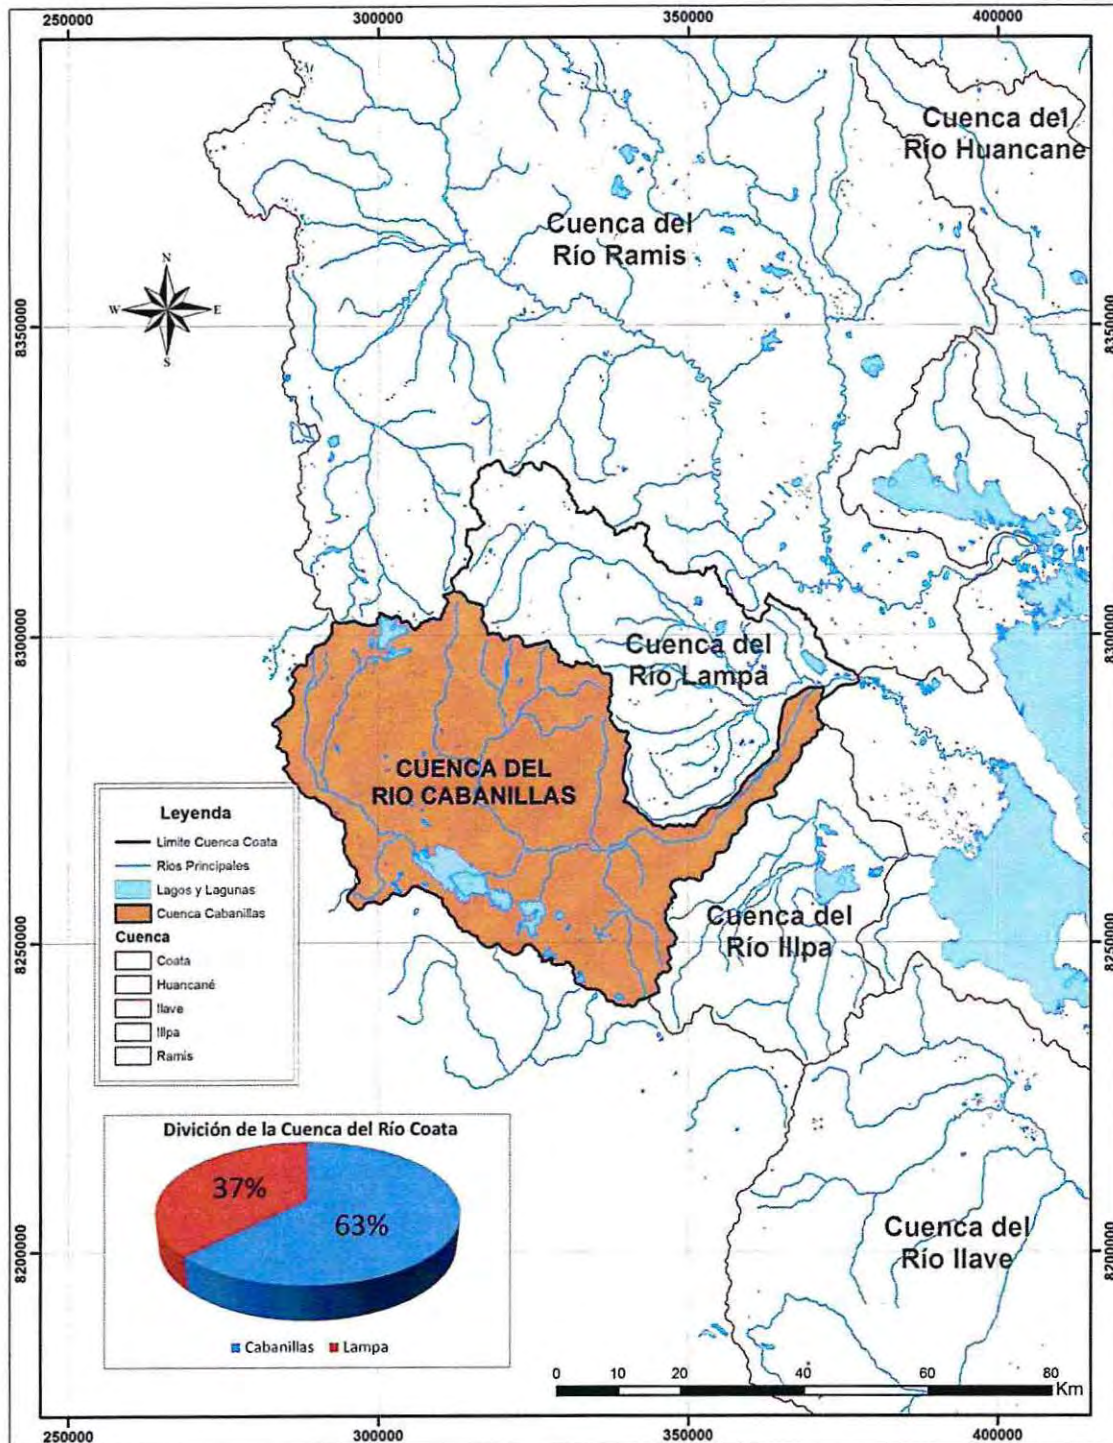 250000 300000 350000 400000
Cuenca del
Río Huancane
Cuenca del
Río Ramis
N
W E
S
8350000 8350000
8300000 8300000
Cuenca del
Río Lampa
CUENCA DEL
RIO CABANILLAS
Leyenda
Limite Cuenca Coata
Rios Principales
Lagos y Lagunas
Cuenca Cabanillas
Cuenca
Coata
Huancané
Ilave
Illpa
Ramis
Cuenca del
Río Illpa
8250000 8250000
División de la Cuenca del Río Coata
37%
63%
Cabanillas Lampa
Cuenca del
Río Ilave
8200000 8200000
0 10 20 40 60 80
Km
250000 300000 350000 400000